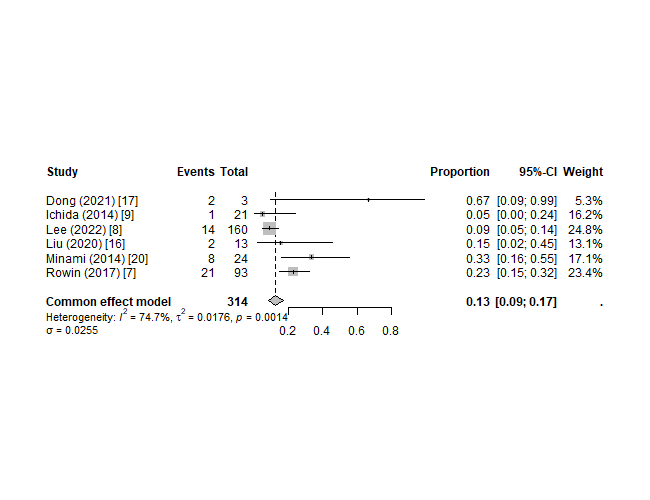 Study Events Total Proportion 95%-CI Weight
Dong (2021) [17] 2 3 0.67 [0.09; 0.99] 5.3%
Ichida (2014) [9] 1 21 0.05 [0.00; 0.24] 16.2%
Lee (2022) [8] 14 160 0.09 [0.05; 0.14] 24.8%
Liu (2020) [16] 2 13 0.15 [0.02; 0.45] 13.1%
Minami (2014) [20] 8 24 0.33 [0.16; 0.55] 17.1%
Rowin (2017) [7] 21 93 0.23 [0.15; 0.32] 23.4%
Common effect model 314 0.13 [0.09; 0.17] .
Heterogeneity: I² = 74.7%, τ² = 0.0176, p = 0.0014
σ = 0.0255 0.2 0.4 0.6 0.8